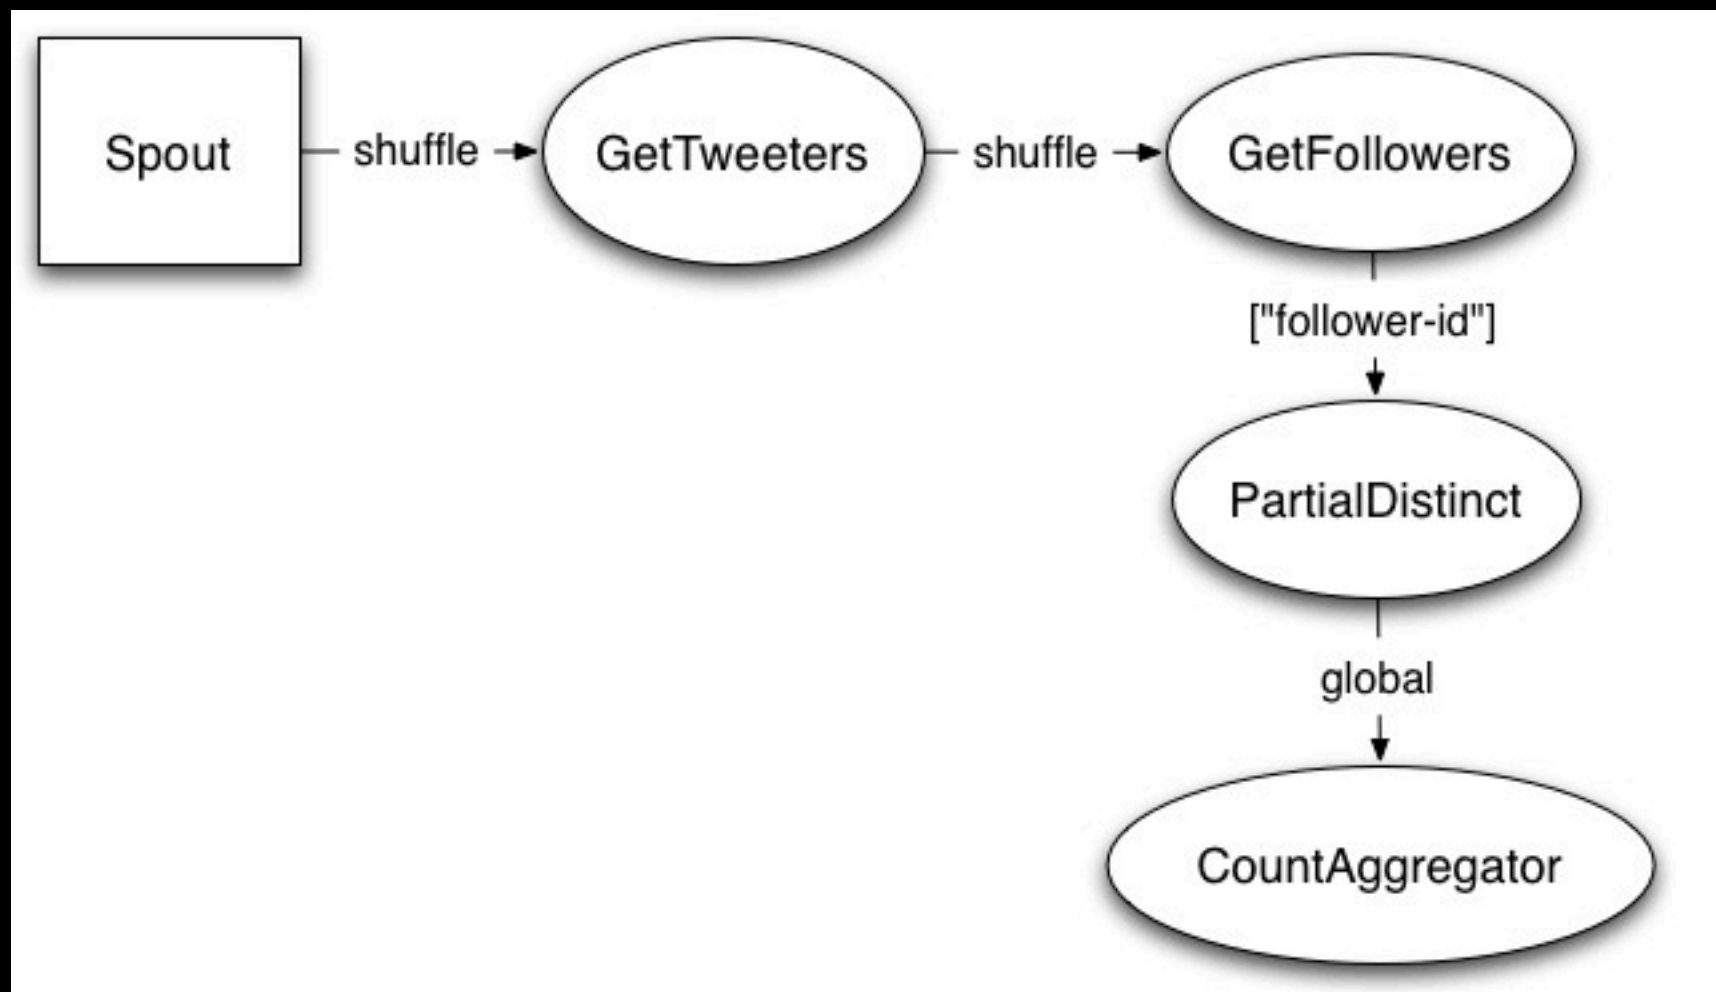 Spout
shuffle
GetTweeters
shuffle
GetFollowers
["follower-id"]
PartialDistinct
global
CountAggregator